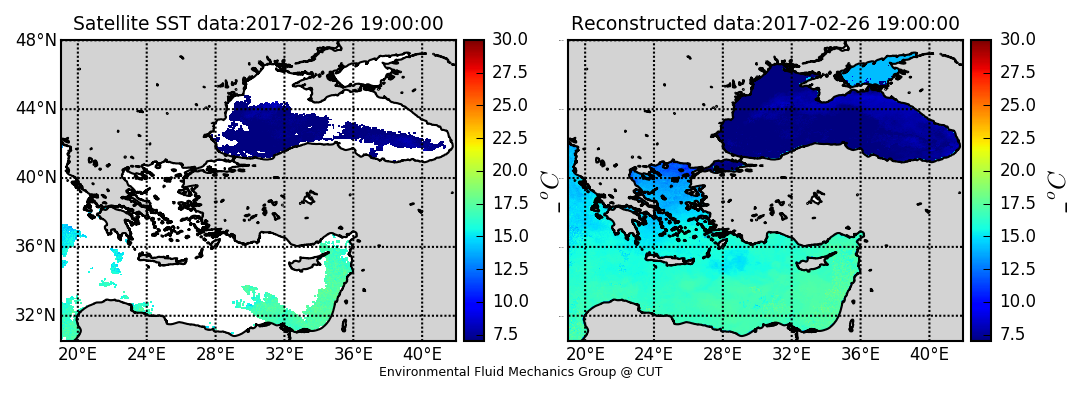 Satellite SST data:2017-02-26 19:00:00
48°N
44°N
40°N
36°N
32°N
20°E 24°E 28°E 32°E 36°E 40°E
30.0
27.5
25.0
22.5
20.0
17.5
15.0
12.5
10.0
7.5
°C
Reconstructed data:2017-02-26 19:00:00
20°E 24°E 28°E 32°E 36°E 40°E
30.0
27.5
25.0
22.5
20.0
17.5
15.0
12.5
10.0
7.5
°C
Environmental Fluid Mechanics Group @ CUT